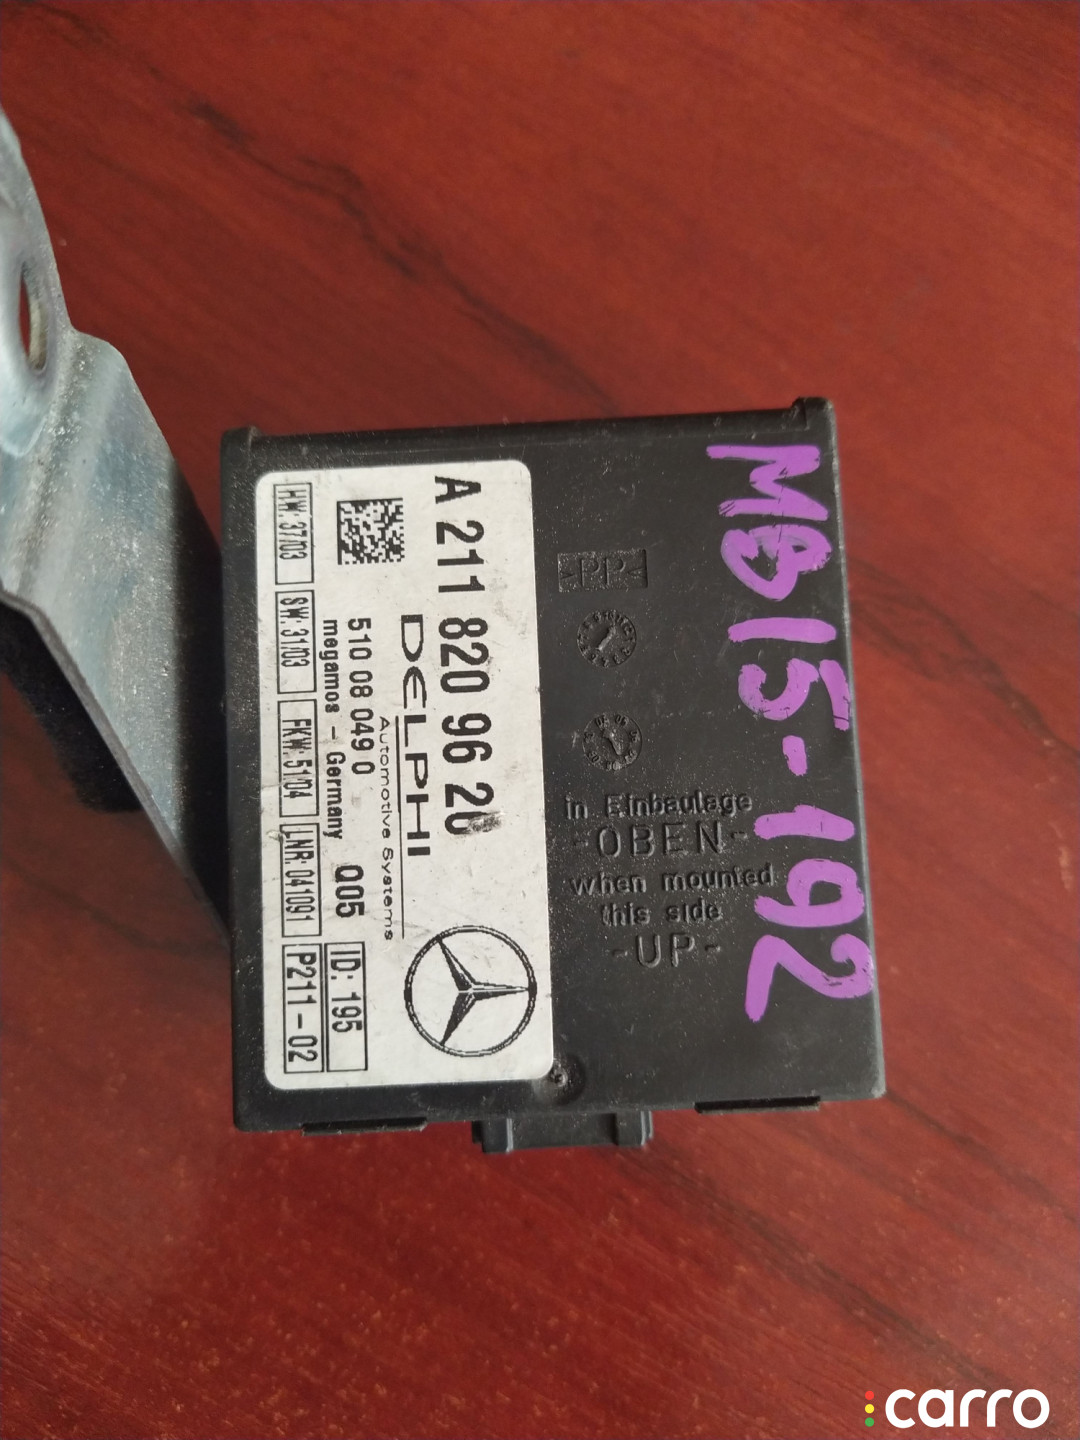 A 211 820 96 26
DELPHI
Automotive Systems
510 08 049 0
megamos - Germany
Q05
ID: 195
HW: 37/03
SW: 31/03
FKW: 51/04
LNR: 041091
P211-02
>PP<
in Einbaulage
-OBEN-
when mounted
this side
-UP-
MB15-192
carro